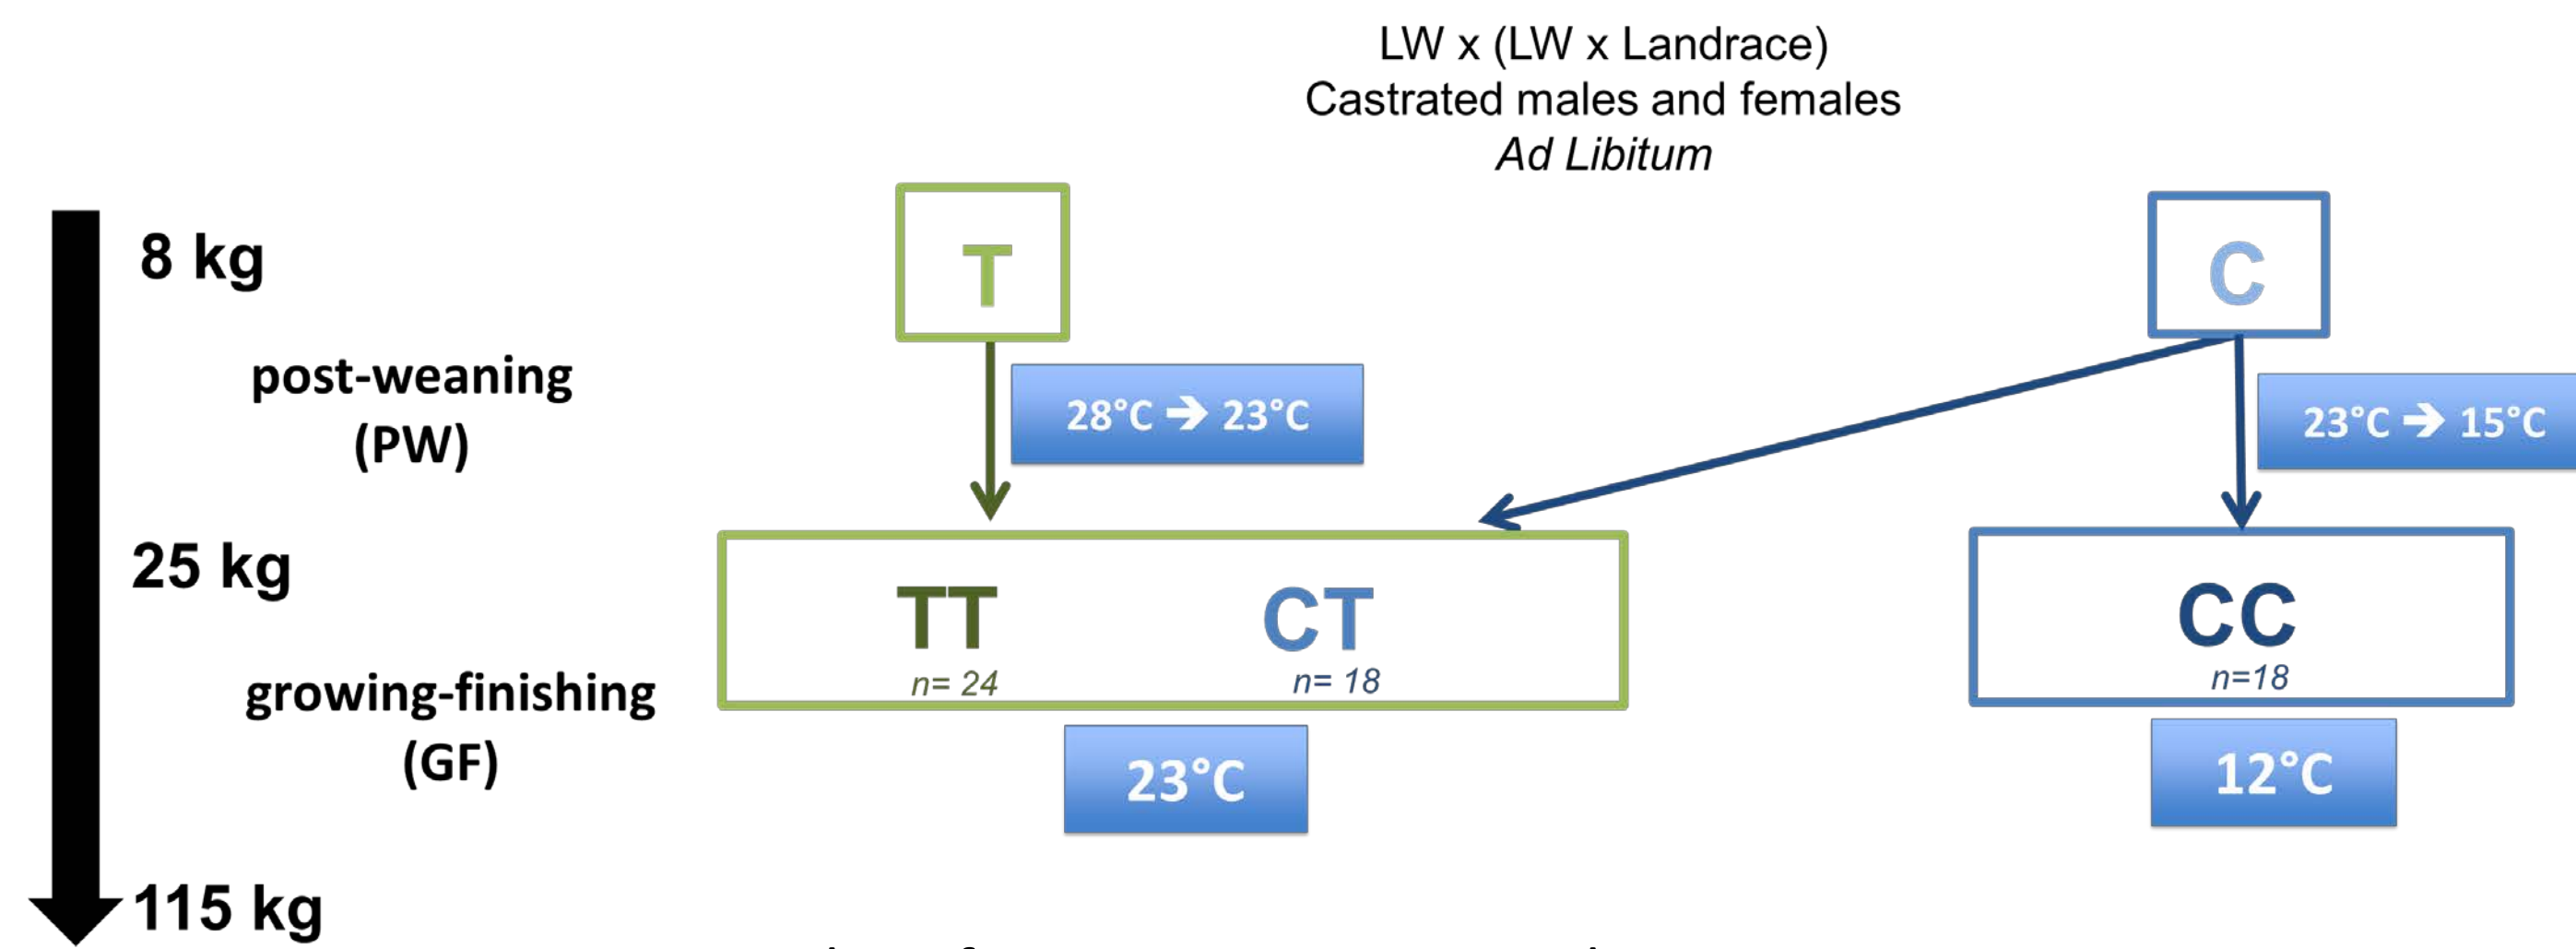 LW x (LW x Landrace)
Castrated males and females
Ad Libitum
T
C
8 kg
post-weaning
(PW)
28°C ➔ 23°C
23°C ➔ 15°C
25 kg
TT
n= 24
CT
n= 18
CC
n=18
growing-finishing
(GF)
23°C
12°C
115 kg